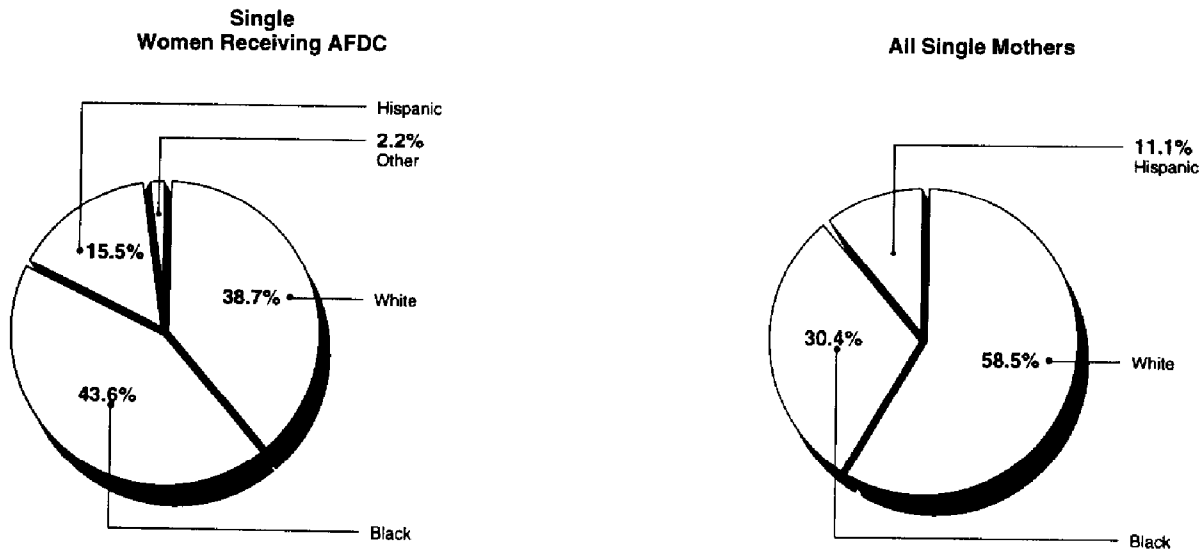 Single
Women Receiving AFDC
Hispanic
2.2%
Other
15.5%
38.7%
White
43.6%
Black
All Single Mothers
11.1%
Hispanic
30.4%
58.5%
White
Black